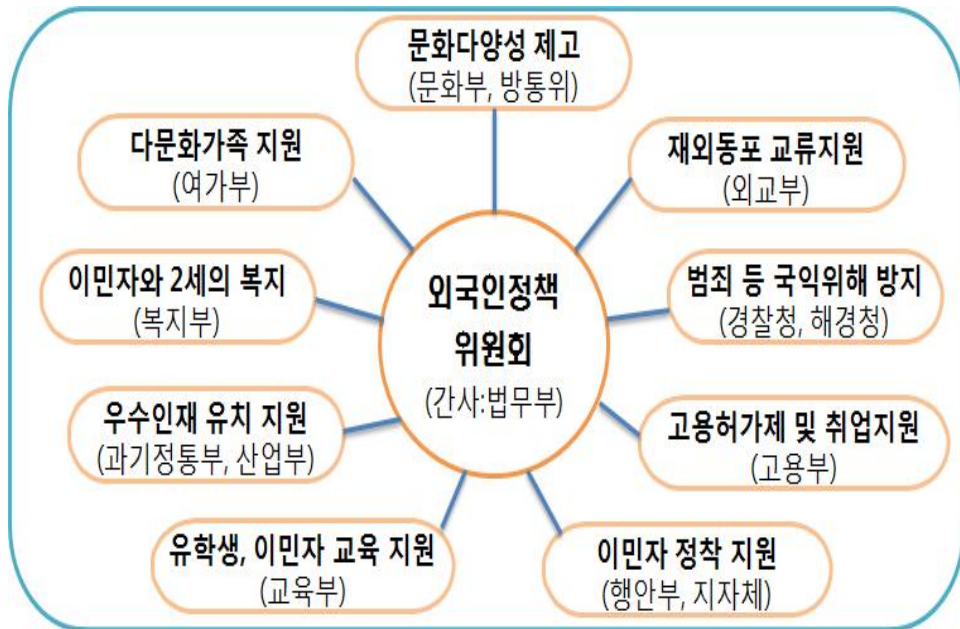 문화다양성 제고
(문화부, 방통위)
다문화가족 지원
(여가부)
재외동포 교류지원
(외교부)
이민자와 2세의 복지
(복지부)
외국인정책
위원회
(간사:법무부)
범죄 등 국익위해 방지
(경찰청, 해경청)
우수인재 유치 지원
(과기정통부, 산업부)
고용허가제 및 취업지원
(고용부)
유학생, 이민자 교육 지원
(교육부)
이민자 정착 지원
(행안부, 지자체)